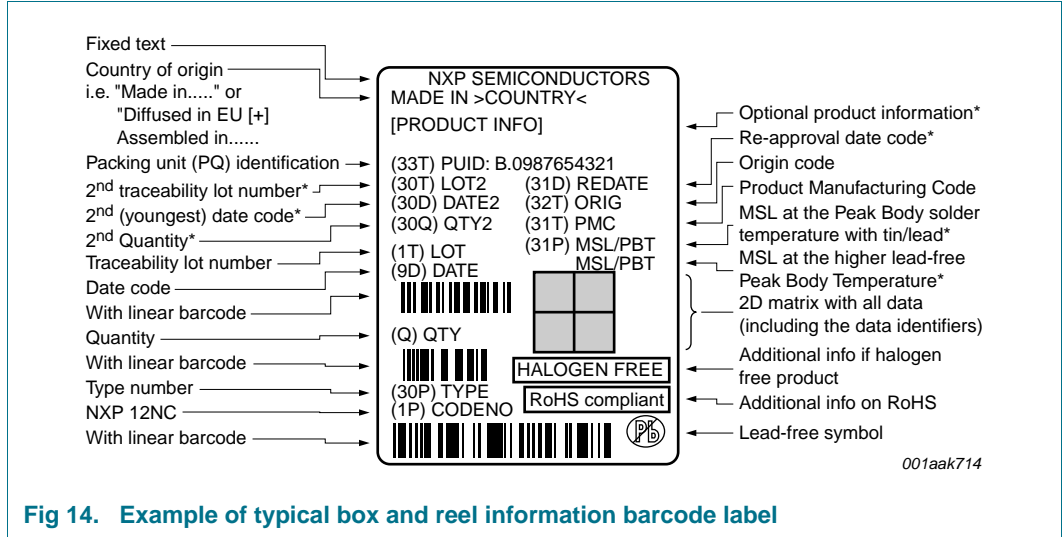 Fixed text
Country of origin
i.e. "Made in....." or
"Diffused in EU [+]
Assembled in......
Packing unit (PQ) identification
2nd traceability lot number*
2nd (youngest) date code*
2nd Quantity*
Traceability lot number
Date code
With linear barcode
Quantity
With linear barcode
Type number
NXP 12NC
With linear barcode
NXP SEMICONDUCTORS
MADE IN >COUNTRY<
[PRODUCT INFO]
(33T) PUID: B.0987654321
(30T) LOT2 (31D) REDATE
(30D) DATE2 (32T) ORIG
(30Q) QTY2 (31T) PMC
(31P) MSL/PBT
(1T) LOT MSL/PBT
(9D) DATE
(Q) QTY
HALOGEN FREE
(30P) TYPE
RoHS compliant
(1P) CODENO
Pb
Optional product information*
Re-approval date code*
Origin code
Product Manufacturing Code
MSL at the Peak Body solder
temperature with tin/lead*
MSL at the higher lead-free
Peak Body Temperature*
2D matrix with all data
(including the data identifiers)
Additional info if halogen
free product
Additional info on RoHS
Lead-free symbol
001aak714
Fig 14. Example of typical box and reel information barcode label